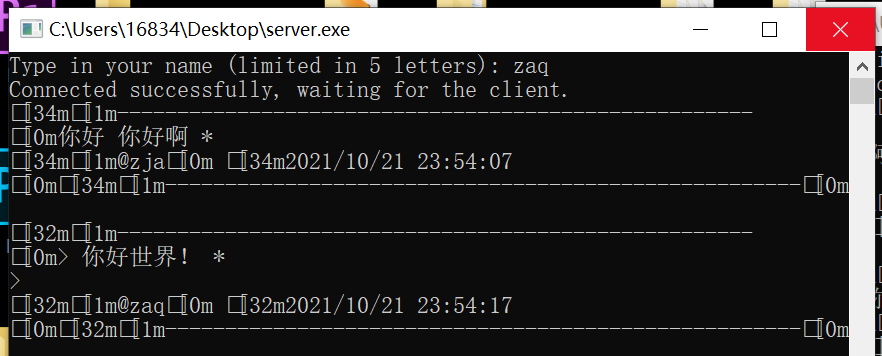 C:\Users\16834\Desktop\server.exe
Type in your name (limited in 5 letters): zaq
Connected successfully, waiting for the client.
□[34m□[1m-----------------------------------------------------
□[0m你好 你好啊 *
□[34m□[1m@zja□[0m □[34m2021/10/21 23:54:07
□[0m□[34m□[1m-----------------------------------------------------□[0m
□[32m□[1m-----------------------------------------------------
□[0m> 你好世界! *
>
□[32m□[1m@zaq□[0m □[32m2021/10/21 23:54:17
□[0m□[32m□[1m-----------------------------------------------------□[0m